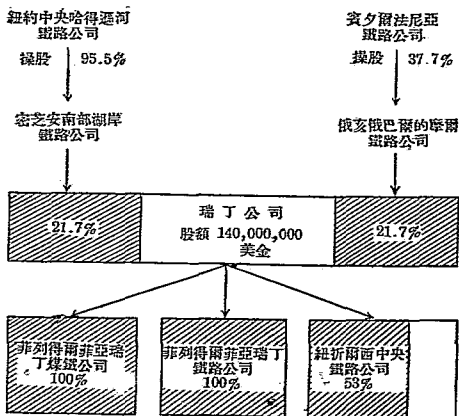 紐約中央哈得遜河
鐵路公司
操股 95.5%
密芝安南部湖岸
鐵路公司
賓夕爾法尼亞
鐵路公司
操股 37.7%
俄亥俄巴爾的摩爾
鐵路公司
21.7%
瑞丁公司
股額 140,000,000
美金
21.7%
菲列得爾菲亞瑞
丁煤鐵公司
100%
菲列得爾菲亞瑞丁
鐵路公司
100%
紐折爾西中央
鐵路公司
53%